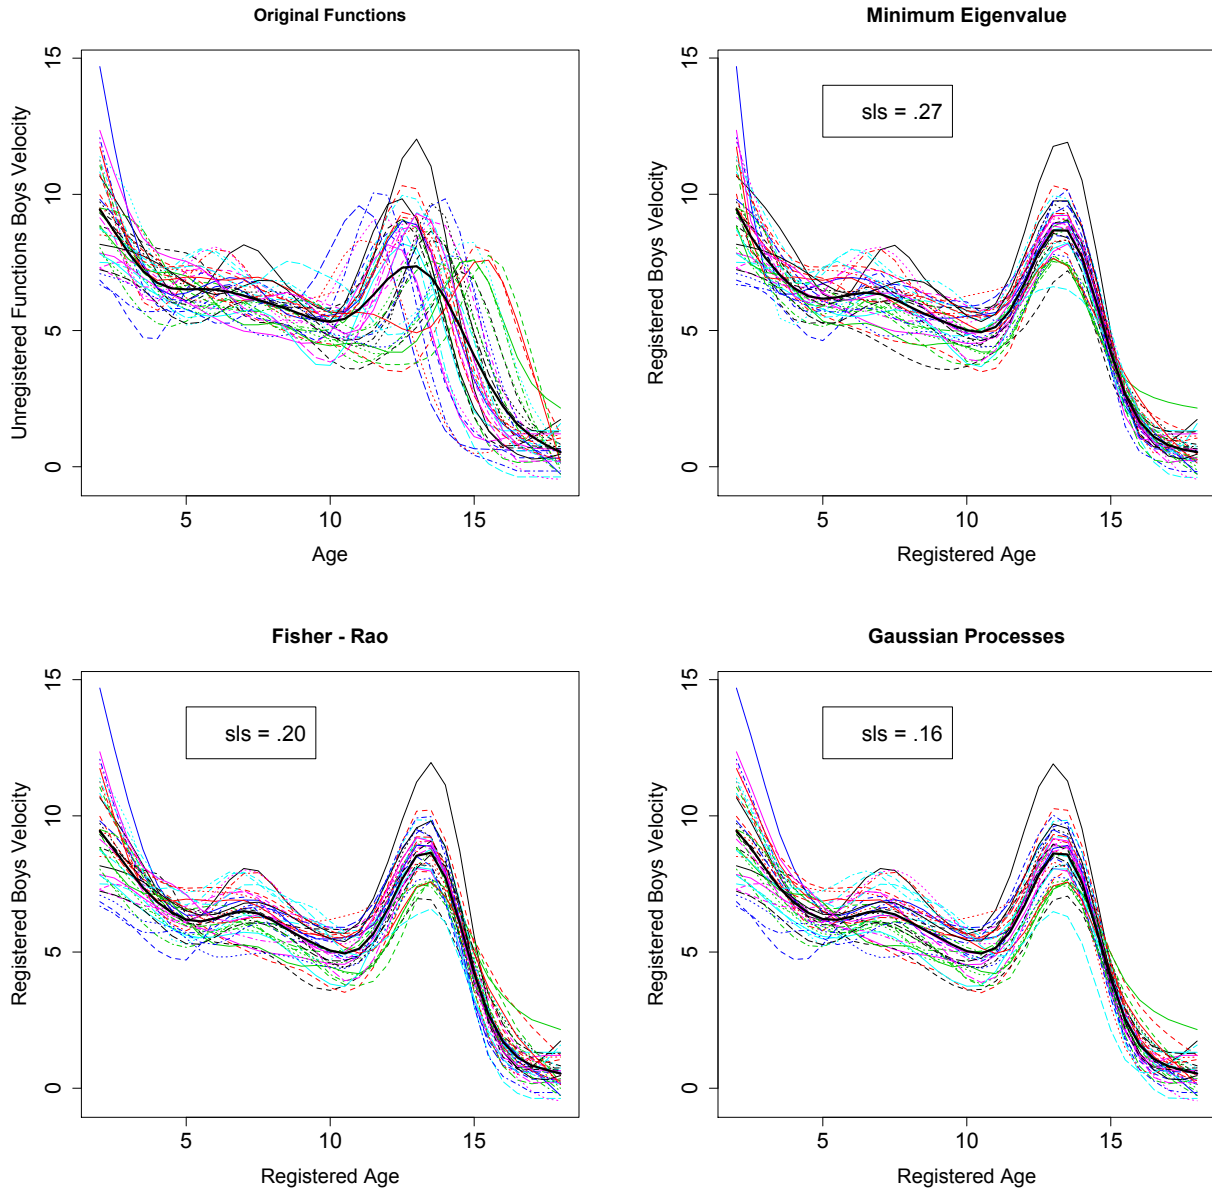 Original Functions
Unregistered Functions Boys Velocity
15
10
5
0
5 10 15
Age
Minimum Eigenvalue
sls = .27
Registered Boys Velocity
15
10
5
0
5 10 15
Registered Age
Fisher - Rao
sls = .20
Registered Boys Velocity
15
10
5
0
5 10 15
Registered Age
Gaussian Processes
sls = .16
Registered Boys Velocity
15
10
5
0
5 10 15
Registered Age